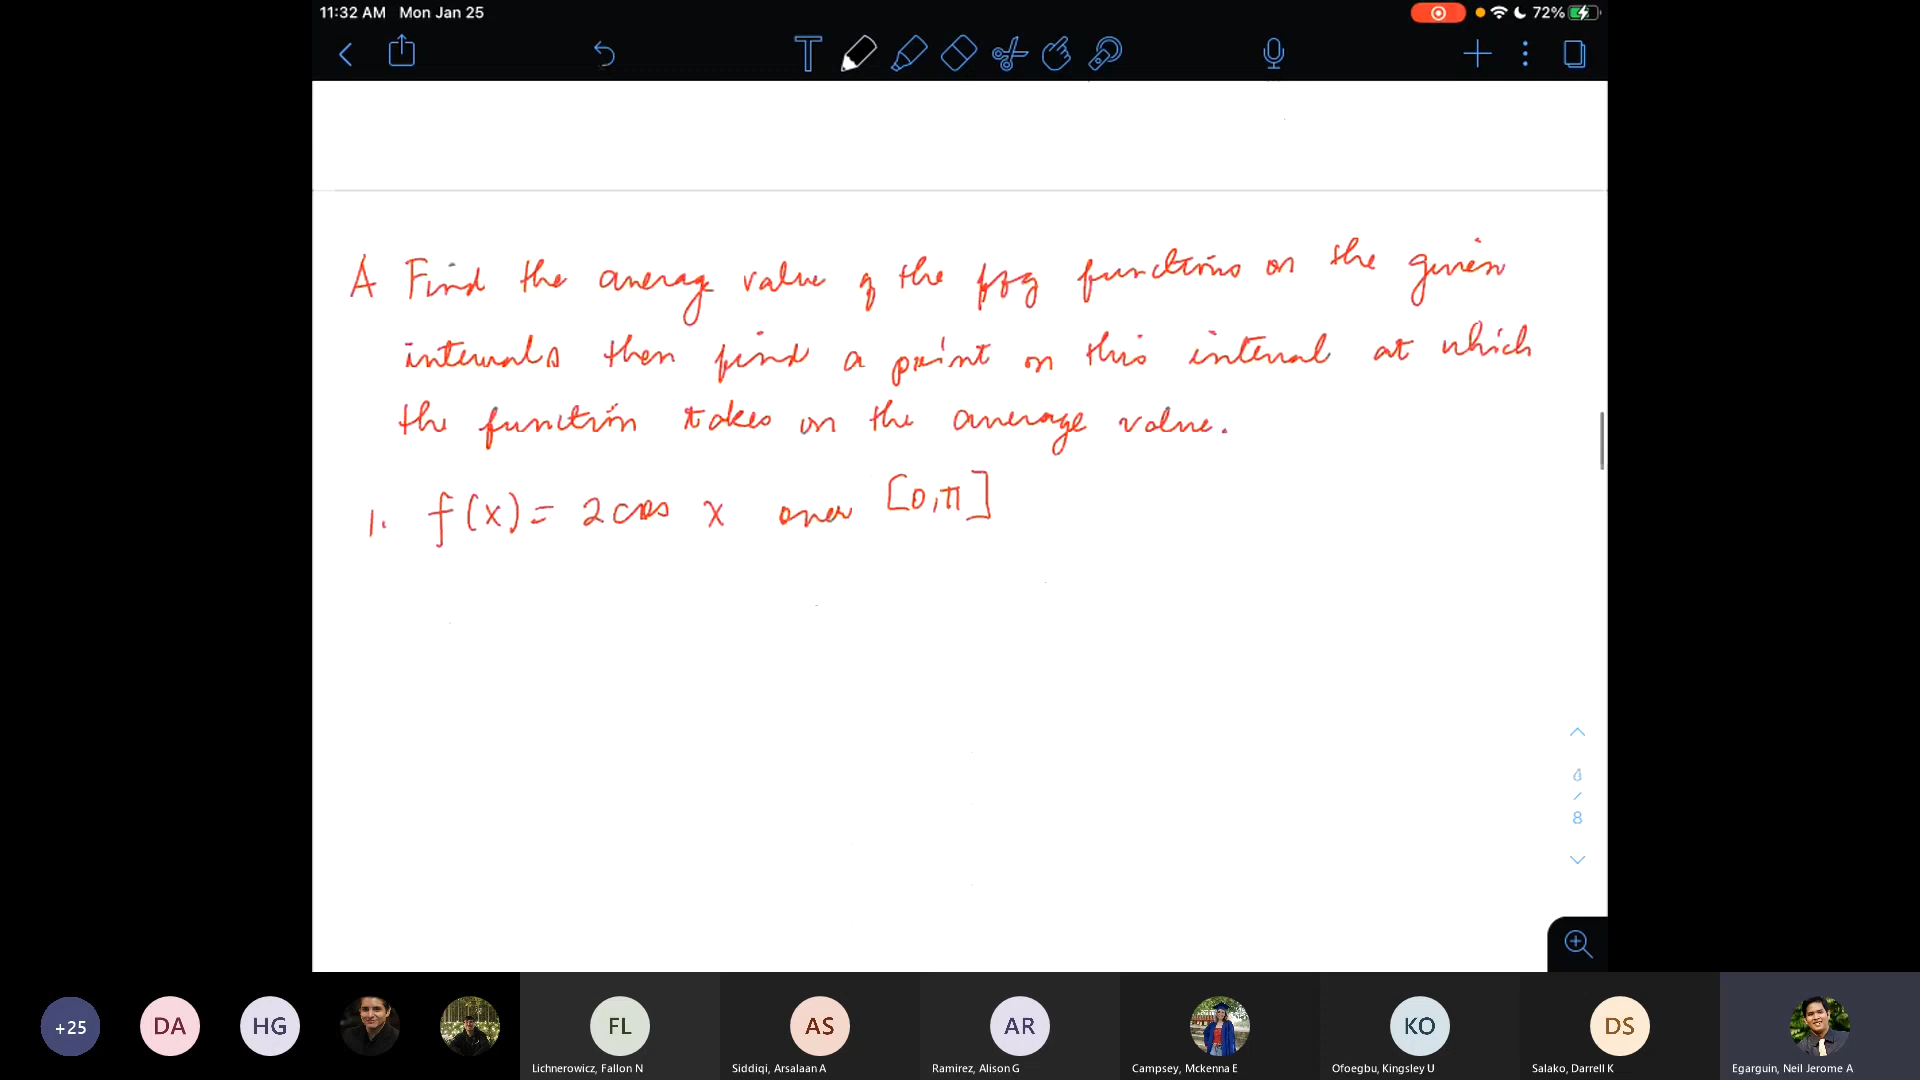 11:32 AM Mon Jan 25
72%
T
A Find the average value of the ffg functions on the given
intervals then find a point on this interval at which
the function takes on the average value.
1. f(x) = 2 cos x over [0,π]
/
8
+25
DA
HG
FL
AS
AR
KO
DS
Lichnerowicz, Fallon N
Siddiqi, Arsalaan A
Ramirez, Alison G
Campsey, Mckenna E
Ofoegbu, Kingsley U
Salako, Darrell K
Egarguin, Neil Jerome A